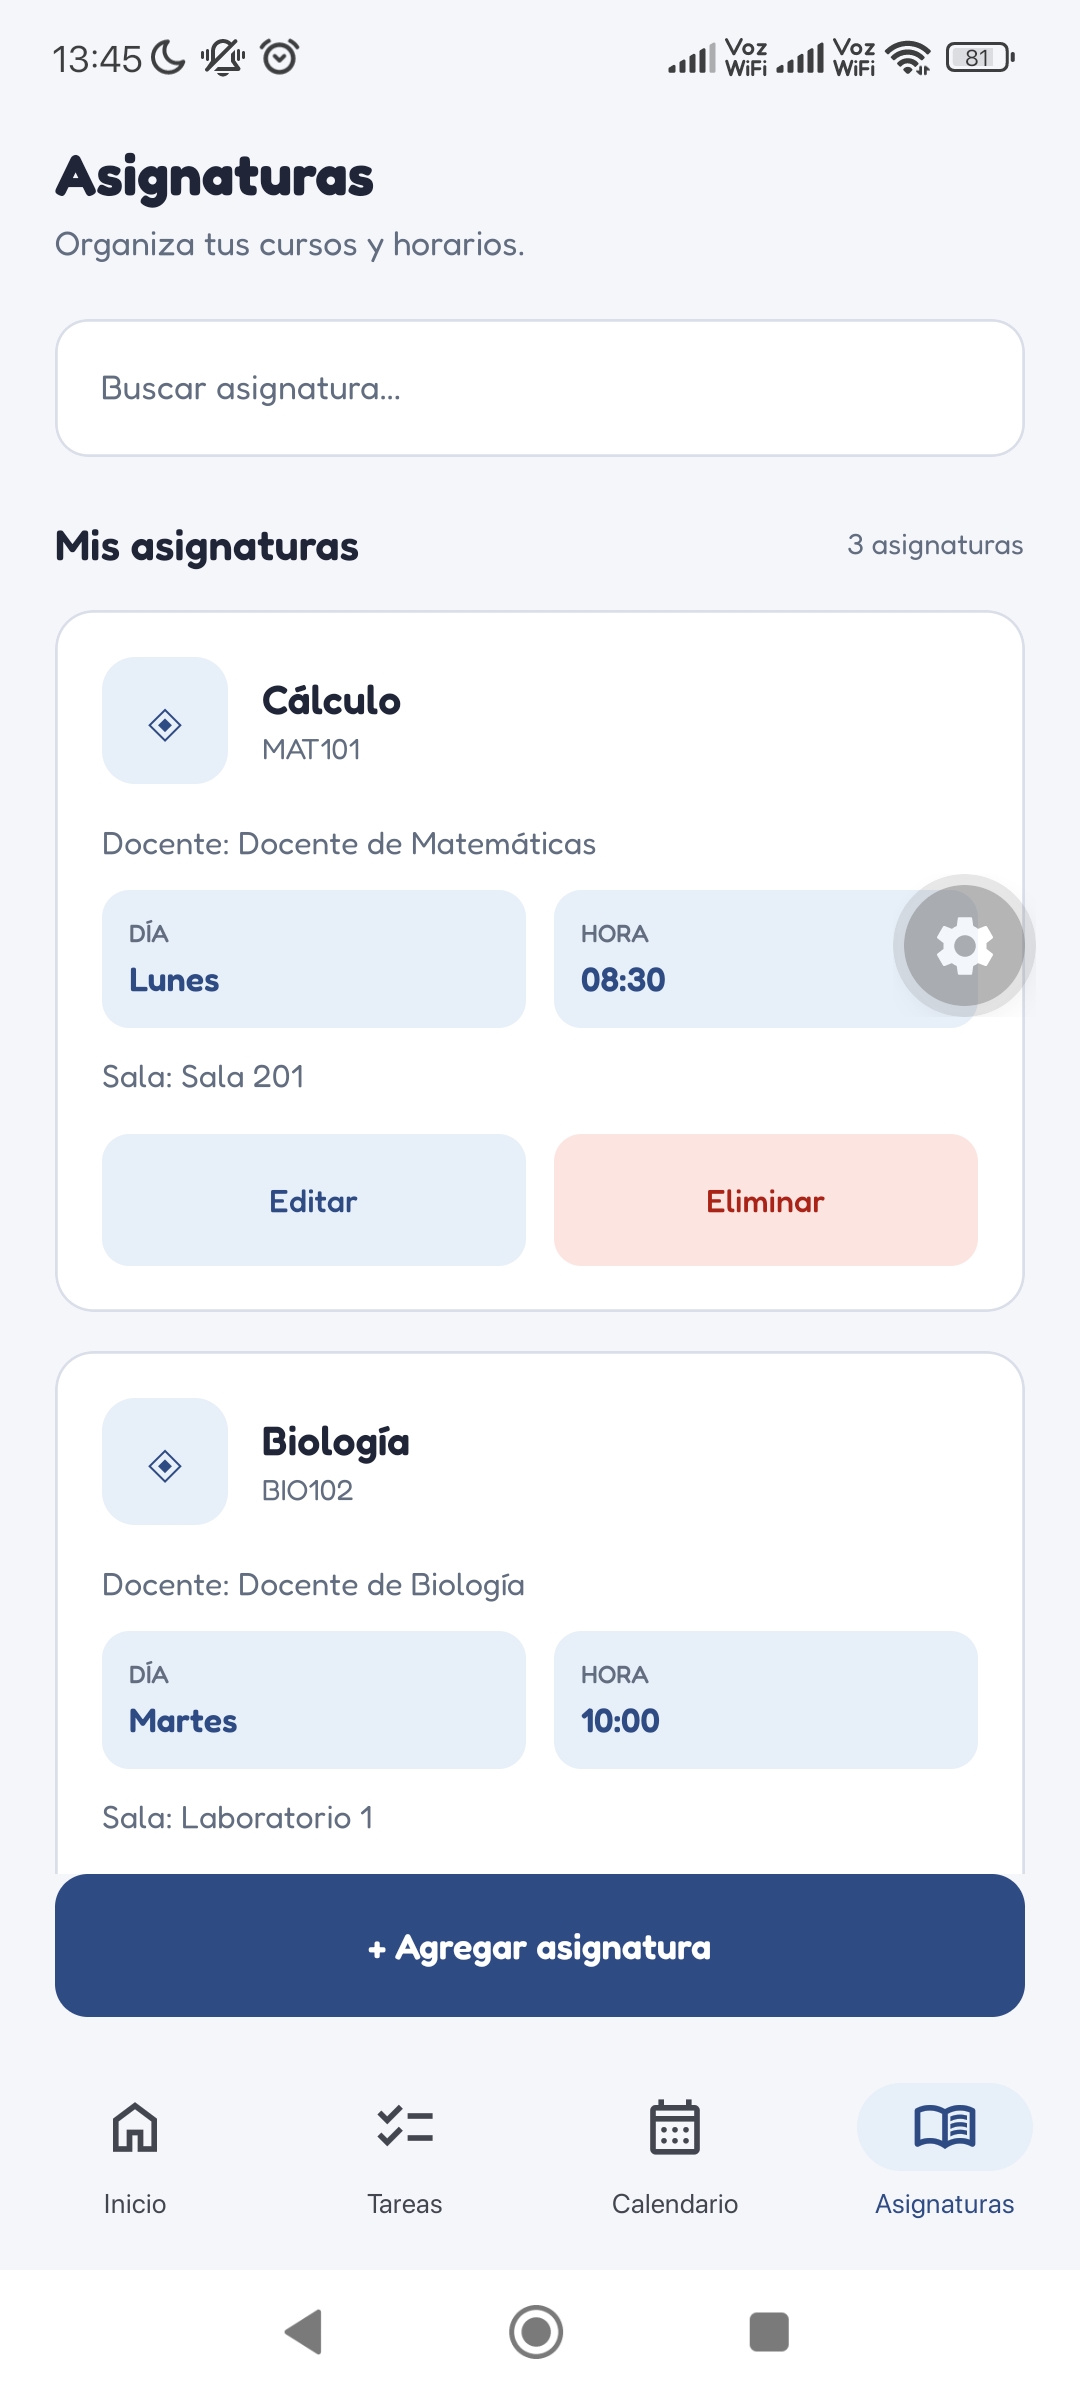 13:45
Voz WiFi
Voz WiFi
81
Asignaturas
Organiza tus cursos y horarios.
Buscar asignatura...
Mis asignaturas
3 asignaturas
Cálculo
MAT101
Docente: Docente de Matemáticas
DÍA
HORA
Lunes
08:30
Sala: Sala 201
Editar
Eliminar
Biología
BIO102
Docente: Docente de Biología
DÍA
HORA
Martes
10:00
Sala: Laboratorio 1
+ Agregar asignatura
Inicio
Tareas
Calendario
Asignaturas